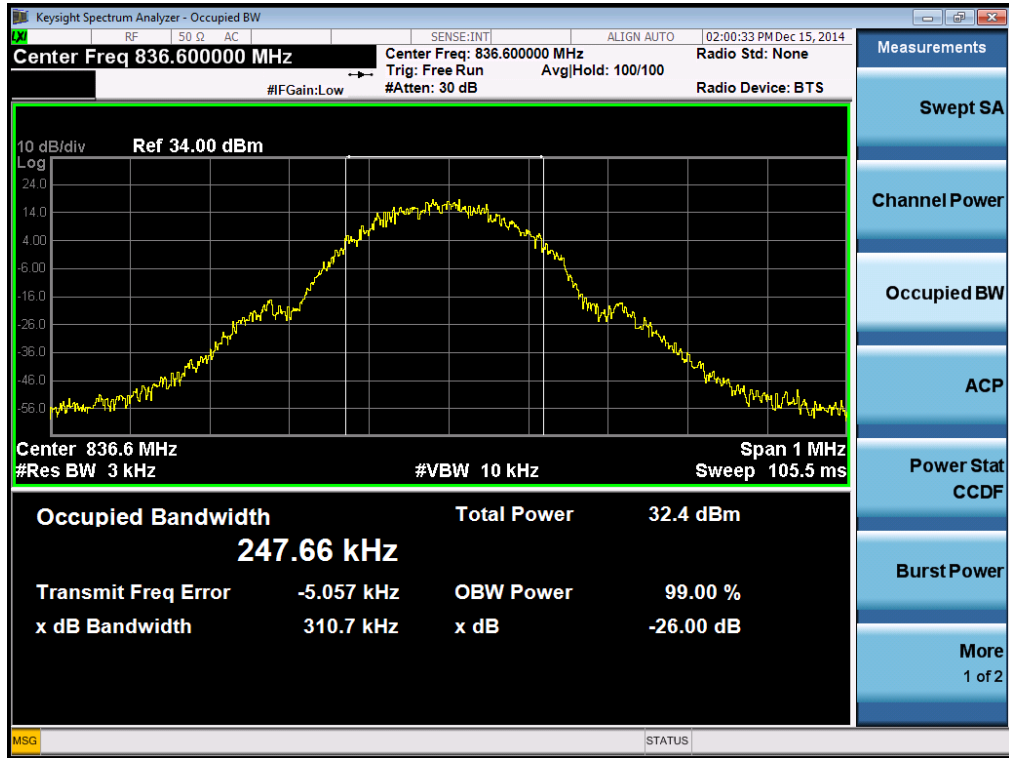 Keysight Spectrum Analyzer - Occupied BW
LXI RF 50 Ω AC SENSE:INT ALIGN AUTO 02:00:33 PM Dec 15, 2014
Center Freq 836.600000 MHz
Center Freq: 836.600000 MHz
Radio Std: None
Trig: Free Run Avg|Hold: 100/100
#IFGain:Low
#Atten: 30 dB
Radio Device: BTS
10 dB/div Ref 34.00 dBm
Log
24.0
14.0
4.00
-6.00
-16.0
-26.0
-36.0
-46.0
-56.0
Center 836.6 MHz Span 1 MHz
#Res BW 3 kHz #VBW 10 kHz Sweep 105.5 ms
Occupied Bandwidth Total Power 32.4 dBm
247.66 kHz
Transmit Freq Error -5.057 kHz OBW Power 99.00 %
x dB Bandwidth 310.7 kHz x dB -26.00 dB
Measurements
Swept SA
Channel Power
Occupied BW
ACP
Power Stat
CCDF
Burst Power
More
1 of 2
MSG STATUS